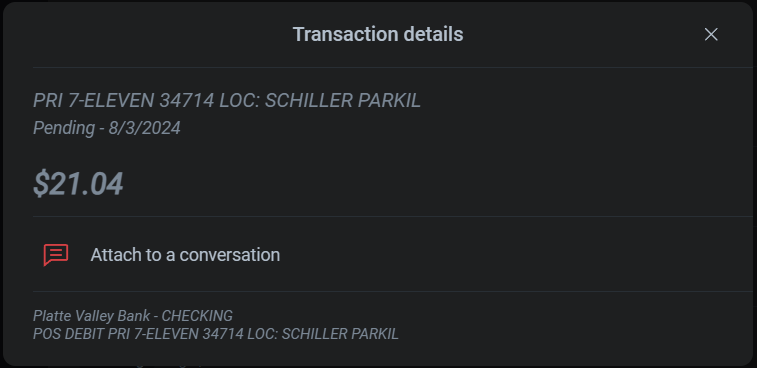 Transaction details
PRI 7-ELEVEN 34714 LOC: SCHILLER PARKIL
Pending - 8/3/2024
$21.04
Attach to a conversation
Platte Valley Bank - CHECKING
POS DEBIT PRI 7-ELEVEN 34714 LOC: SCHILLER PARKIL